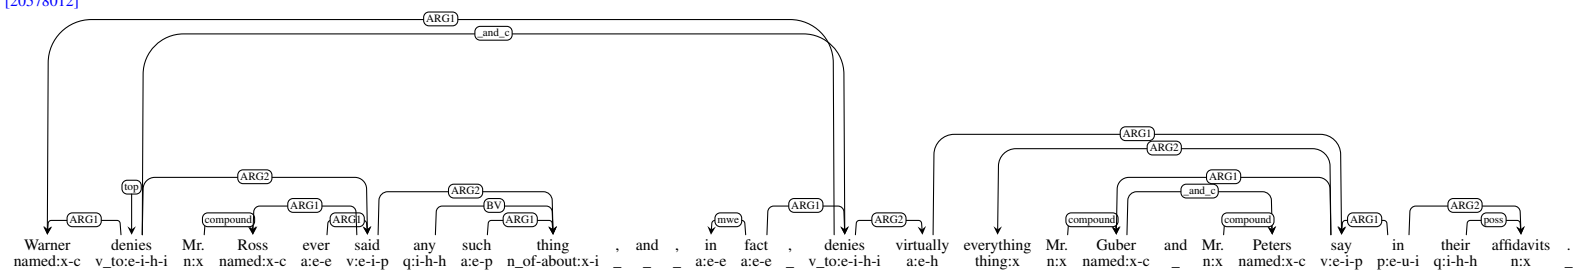 [20578012]
ARG1
_and_c
ARG1
ARG2
top ARG2 ARG1
ARG1 ARG2 _and_c
BV ARG2
ARG1 compound ARG1 ARG1 mwe ARG1 ARG2 compound compound ARG1 poss
Warner denies Mr. Ross ever said any such thing , and , in fact , denies virtually everything Mr. Guber and Mr. Peters say in their affidavits .
named:x-c v_to:e-i-h-i n:x named:x-c a:e-e v:e-i-p q:i-h-h a:e-p n_of-about:x-i _ _ _ a:e-e a:e-e _ v_to:e-i-h-i a:e-h thing:x n:x named:x-c _ n:x named:x-c v:e-i-p p:e-u-i q:i-h-h n:x _